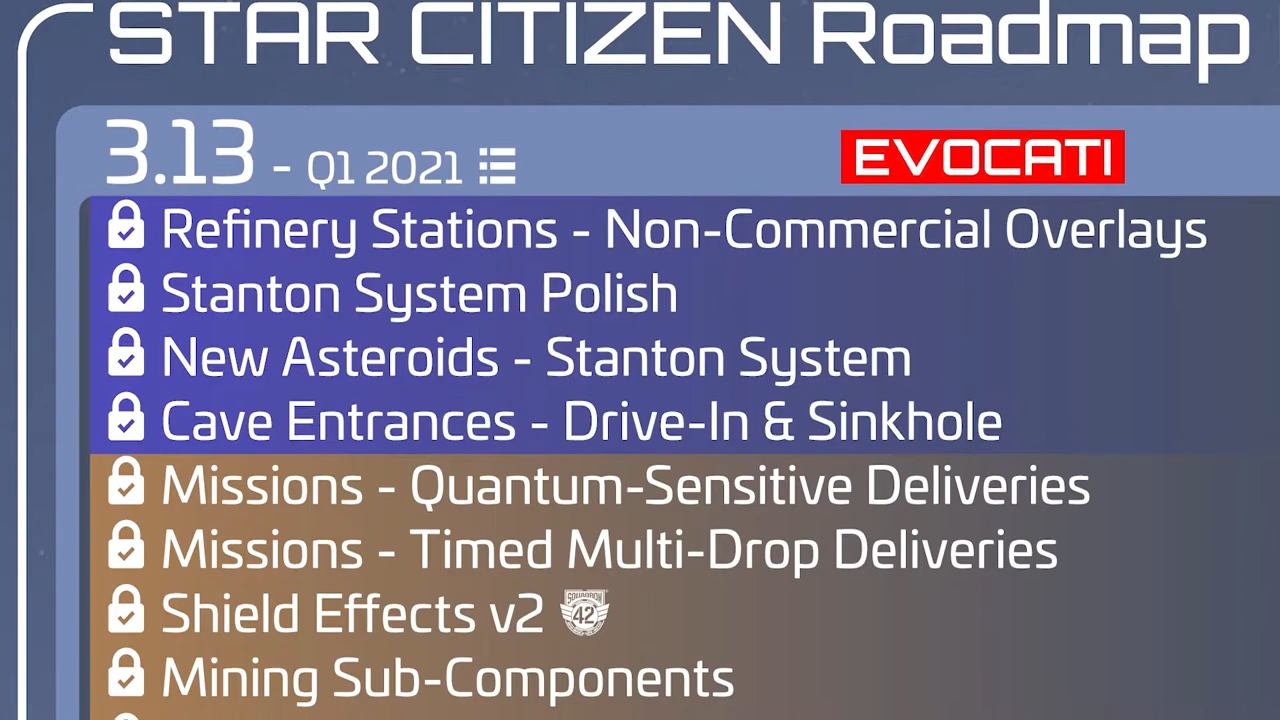 STAR CITIZEN Roadmap
3.13 - Q1 2021
EVOCATI
Refinery Stations - Non-Commercial Overlays
Stanton System Polish
New Asteroids - Stanton System
Cave Entrances - Drive-In & Sinkhole
Missions - Quantum-Sensitive Deliveries
Missions - Timed Multi-Drop Deliveries
Shield Effects v2
SQUADRON
42
Mining Sub-Components